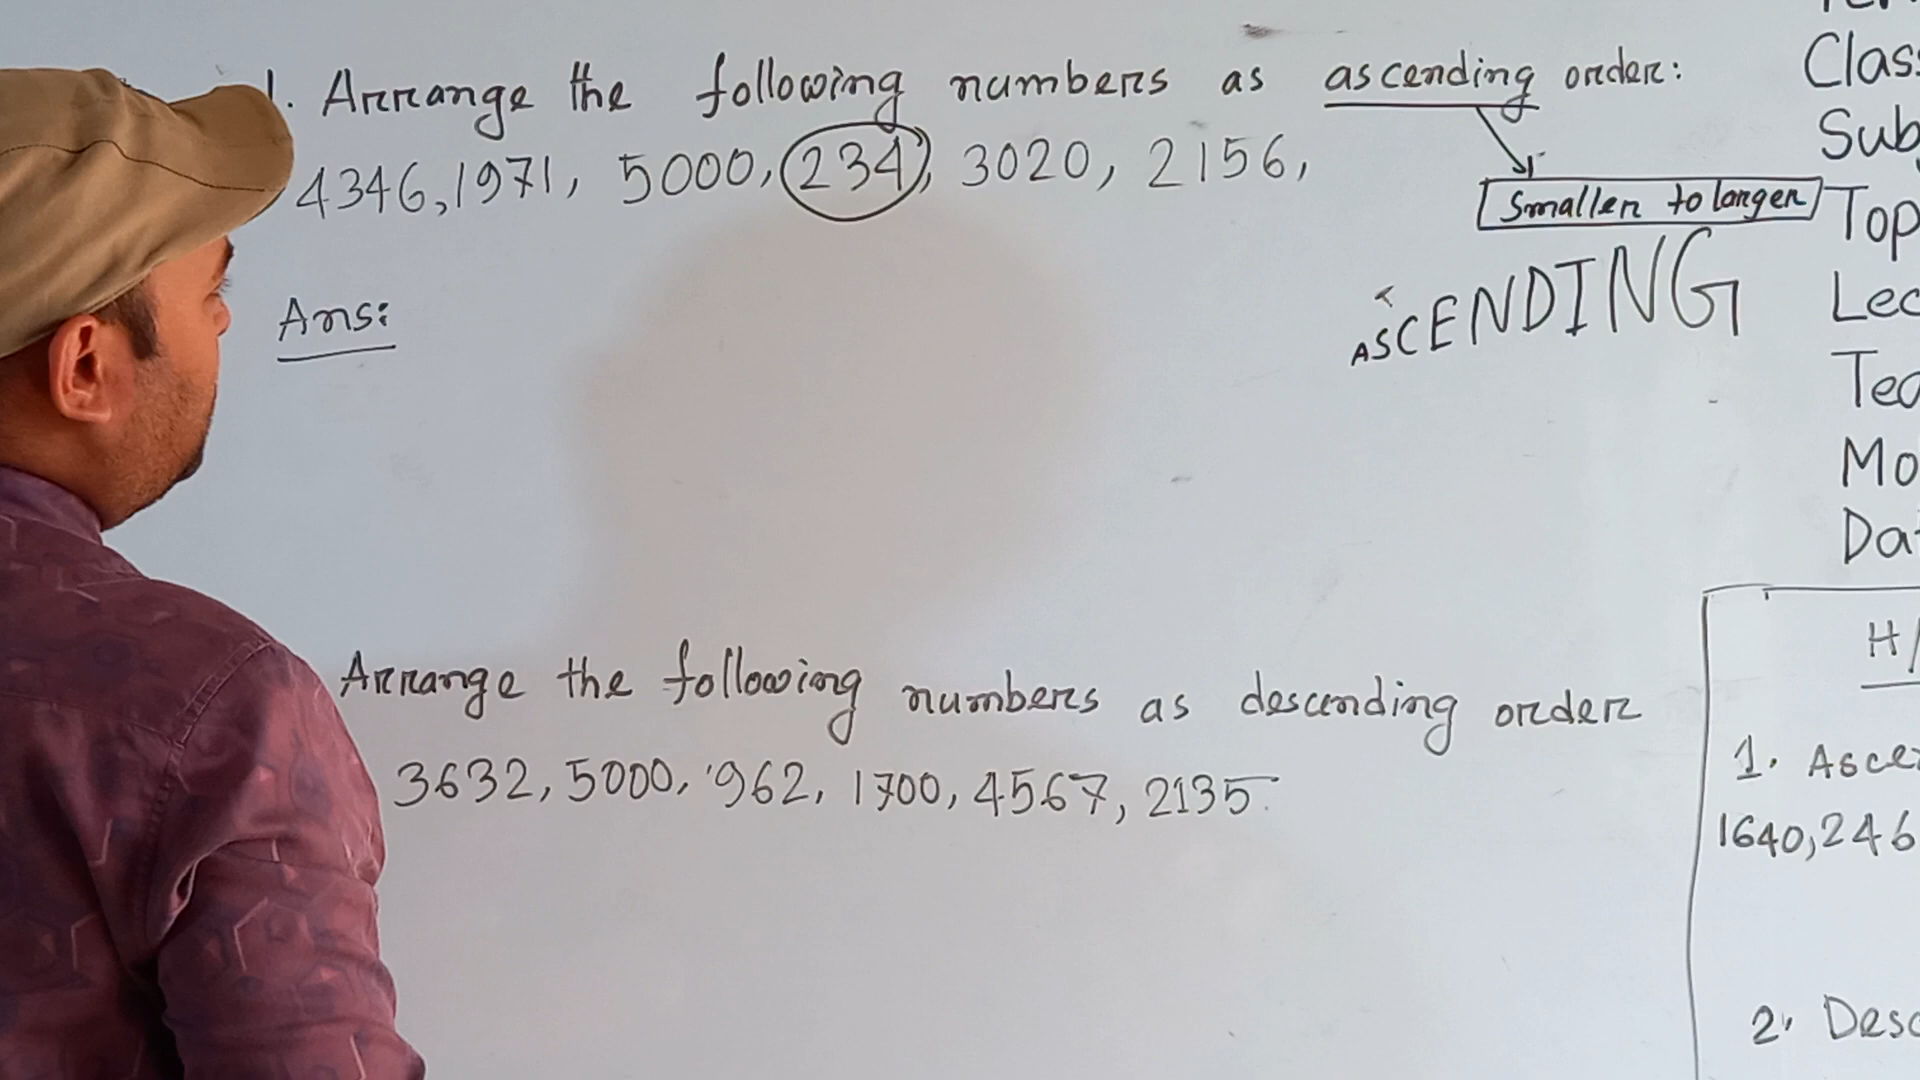 1. Arrange the following numbers as ascending order:
4346, 1971, 5000, 234, 3020, 2156,
Smaller to larger
ASCENDING
Ans:
Arrange the following numbers as descending order
3632, 5000, 962, 1700, 4567, 2135.
Clas
Sub
Top
Lec
Tea
Mo
Dat
H/
1. Ascen
1640, 246
2. Desc